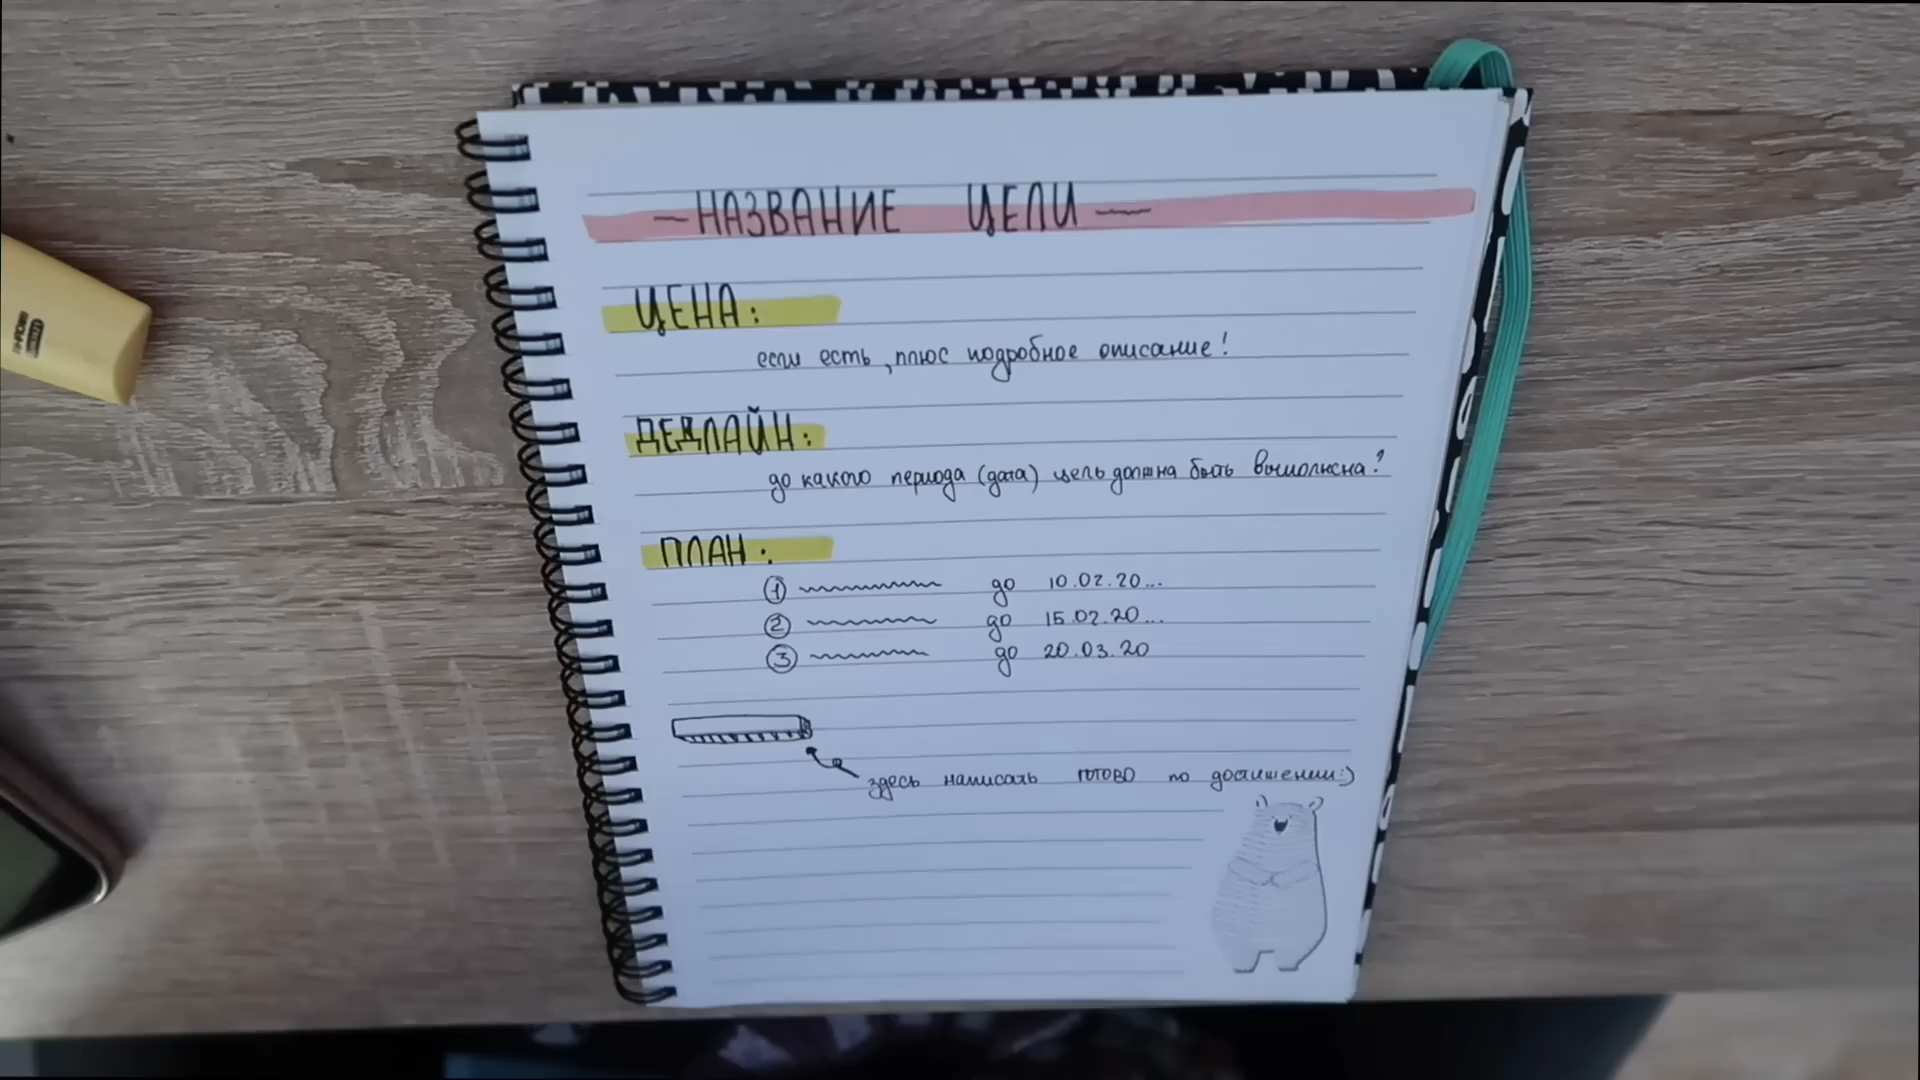 — НАЗВАНИЕ ЦЕЛИ —
ЦЕНА:
если есть, плюс подробное описание!
ДЕДЛАЙН:
до какого периода (дата) цель должна быть выполнена?
ПЛАН:
① до 10.02.20...
② до 15.02.20...
③ до 20.03.20
здесь написать ГОТОВО по достижении:)